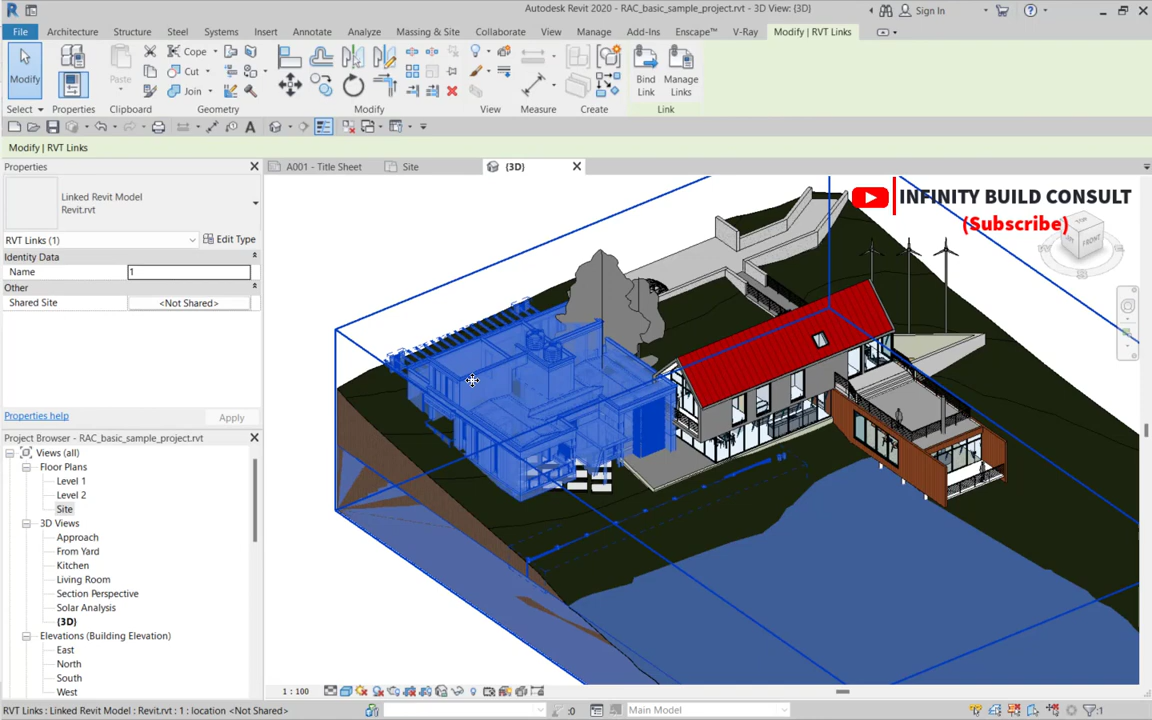 Autodesk Revit 2020 - RAC_basic_sample_project.rvt - 3D View: {3D}
Sign In
File Architecture Structure Steel Systems Insert Annotate Analyze Massing & Site Collaborate View Manage Add-Ins Enscape™ V-Ray Modify | RVT Links
Modify
Paste
Cope
Cut
Join
Bind Link
Manage Links
Select Properties Clipboard Geometry Modify View Measure Create Link
Modify | RVT Links
Properties
A001 - Title Sheet
Site
{3D}
Linked Revit Model
Revit.rvt
RVT Links (1)
Edit Type
Identity Data
Name 1
Other
Shared Site <Not Shared>
Properties help
Apply
Project Browser - RAC_basic_sample_project.rvt
Views (all)
Floor Plans
Level 1
Level 2
Site
3D Views
Approach
From Yard
Kitchen
Living Room
Section Perspective
Solar Analysis
{3D}
Elevations (Building Elevation)
East
North
South
West
INFINITY BUILD CONSULT
(Subscribe)
FRONT
1 : 100
RVT Links : Linked Revit Model : Revit.rvt : 1 : location <Not Shared>
:0
Main Model
:1